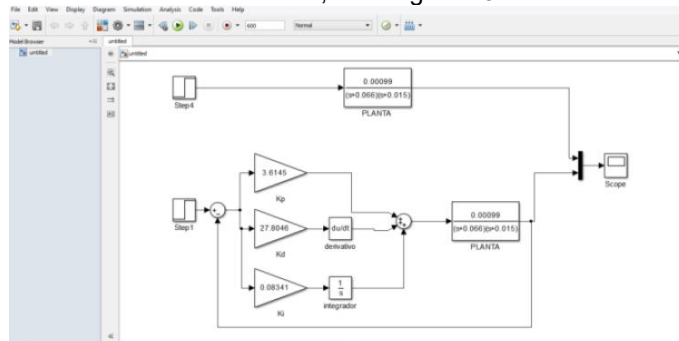 File Edit View Display Diagram Simulation Analysis Code Tools Help
600
Normal
Model Browser
untitled
untitled
untitled
Step4
0.00099
(s+0.066)(s+0.015)
PLANTA
Scope
Step1
3.6145
Kp
27.8046
Kd
du/dt
derivativo
0.08341
Ki
1
s
integrador
0.00099
(s+0.066)(s+0.015)
PLANTA